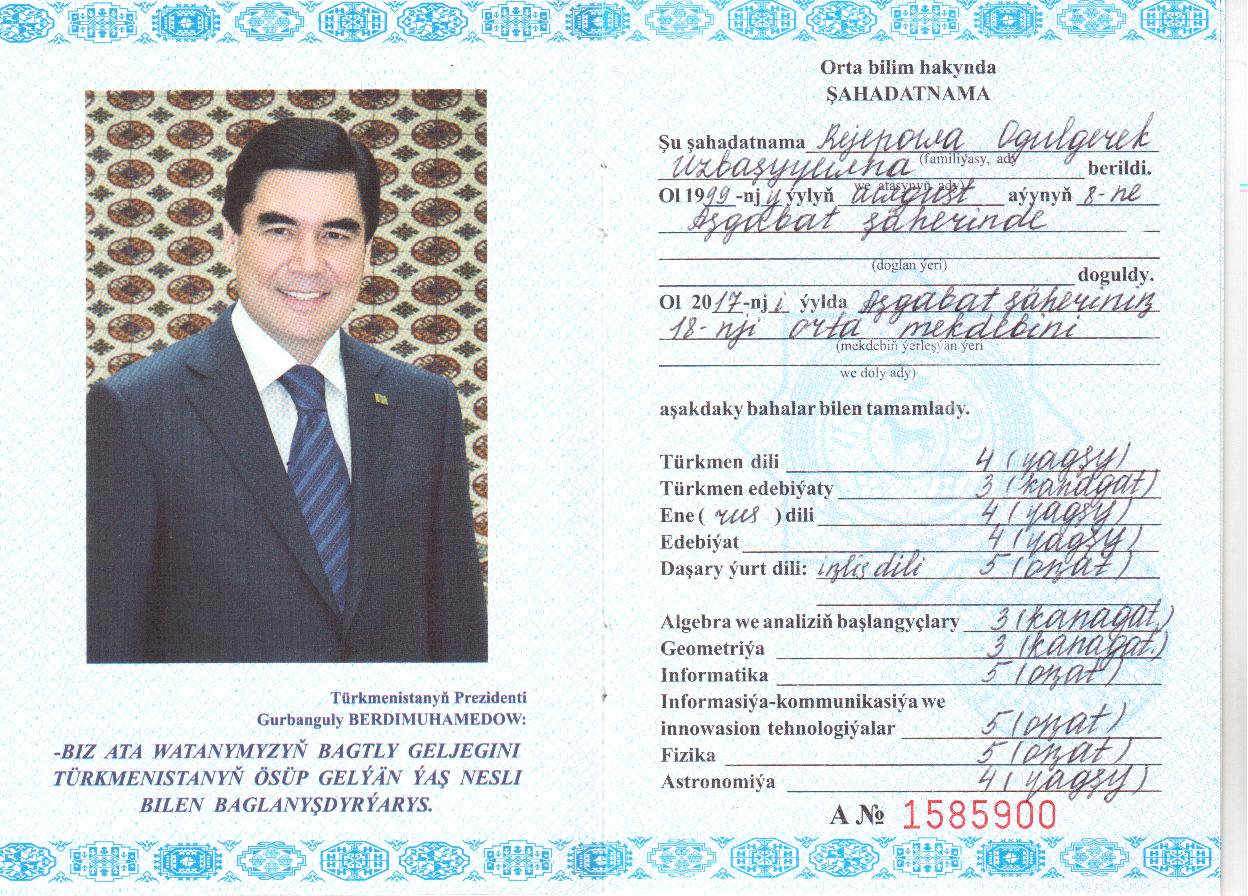 Türkmenistanyň Prezidenti
Gurbanguly BERDIMUHAMEDOW:
-BIZ ATA WATANYMYZYŇ BAGTLY GELJEGINI
TÜRKMENISTANYŇ ÖSÜP GELÝÄN ÝAŞ NESLI
BILEN BAGLANYŞDYRÝARYS.
Orta bilim hakynda
ŞAHADATNAMA
Şu şahadatnama Rejepowa Ogulgerek
(familiýasy, ady
berildi.
we atasynyň ady)
Ol 1999-njy ýylyň awgust aýynyň 8-ne
Aşgabat şäherinde
(doglan ýeri)
doguldy.
Ol 2017-nji ýylda Aşgabat şäheriniň
18-nji orta mekdebini
(mekdebiň ýerleşýän ýeri
we doly ady)
aşakdaky bahalar bilen tamamlady.
Türkmen dili 4 (ýagşy)
Türkmen edebiýaty 3 (kanagat)
Ene ( rus ) dili 4 (ýagşy)
Edebiýat 4 (ýagşy)
Daşary ýurt dili: iňlis dili 5 (oňat)
Algebra we analiziň başlangyçlary 3 (kanagat.)
Geometriýa 3 (kanagat.)
Informatika 5 (oňat)
Informasiýa-kommunikasiýa we
innowasion tehnologiýalar 5 (oňat)
Fizika 5 (oňat)
Astronomiýa 4 (ýagşy)
A № 1585900